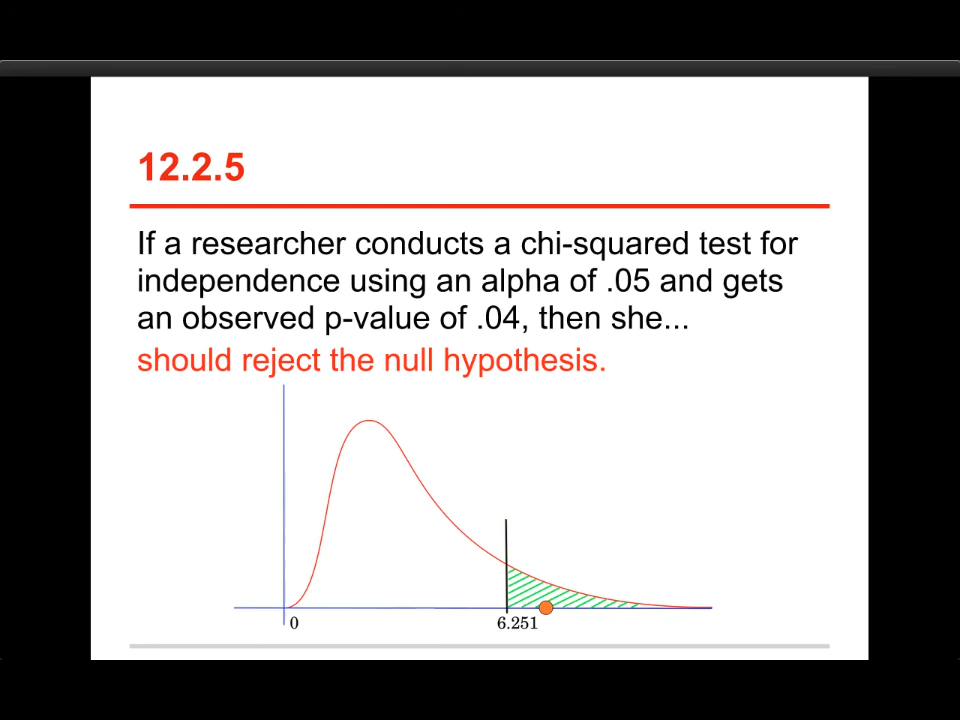 12.2.5
If a researcher conducts a chi-squared test for
independence using an alpha of .05 and gets
an observed p-value of .04, then she...
should reject the null hypothesis.
0
6.251